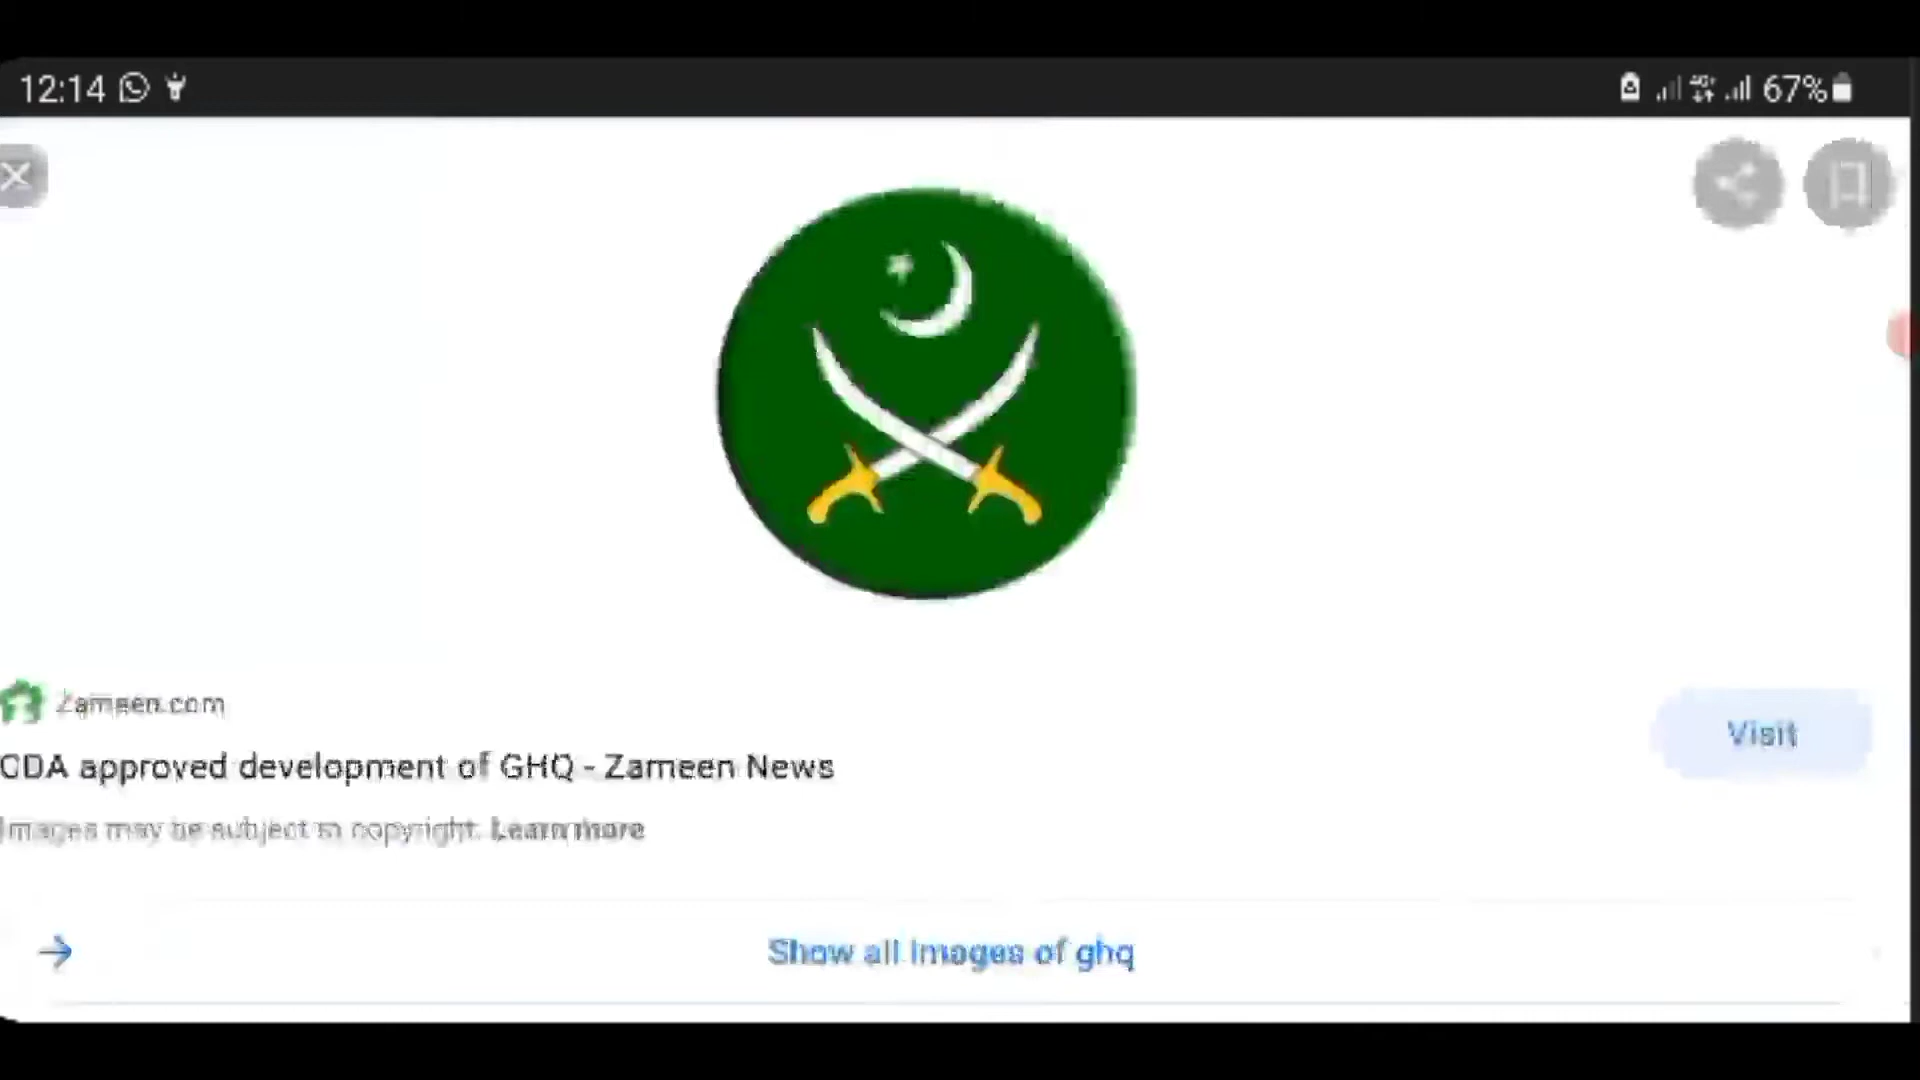 12:14
67%
Zameen.com
CDA approved development of GHQ - Zameen News
Visit
Images may be subject to copyright. Learn more
Show all images of ghq